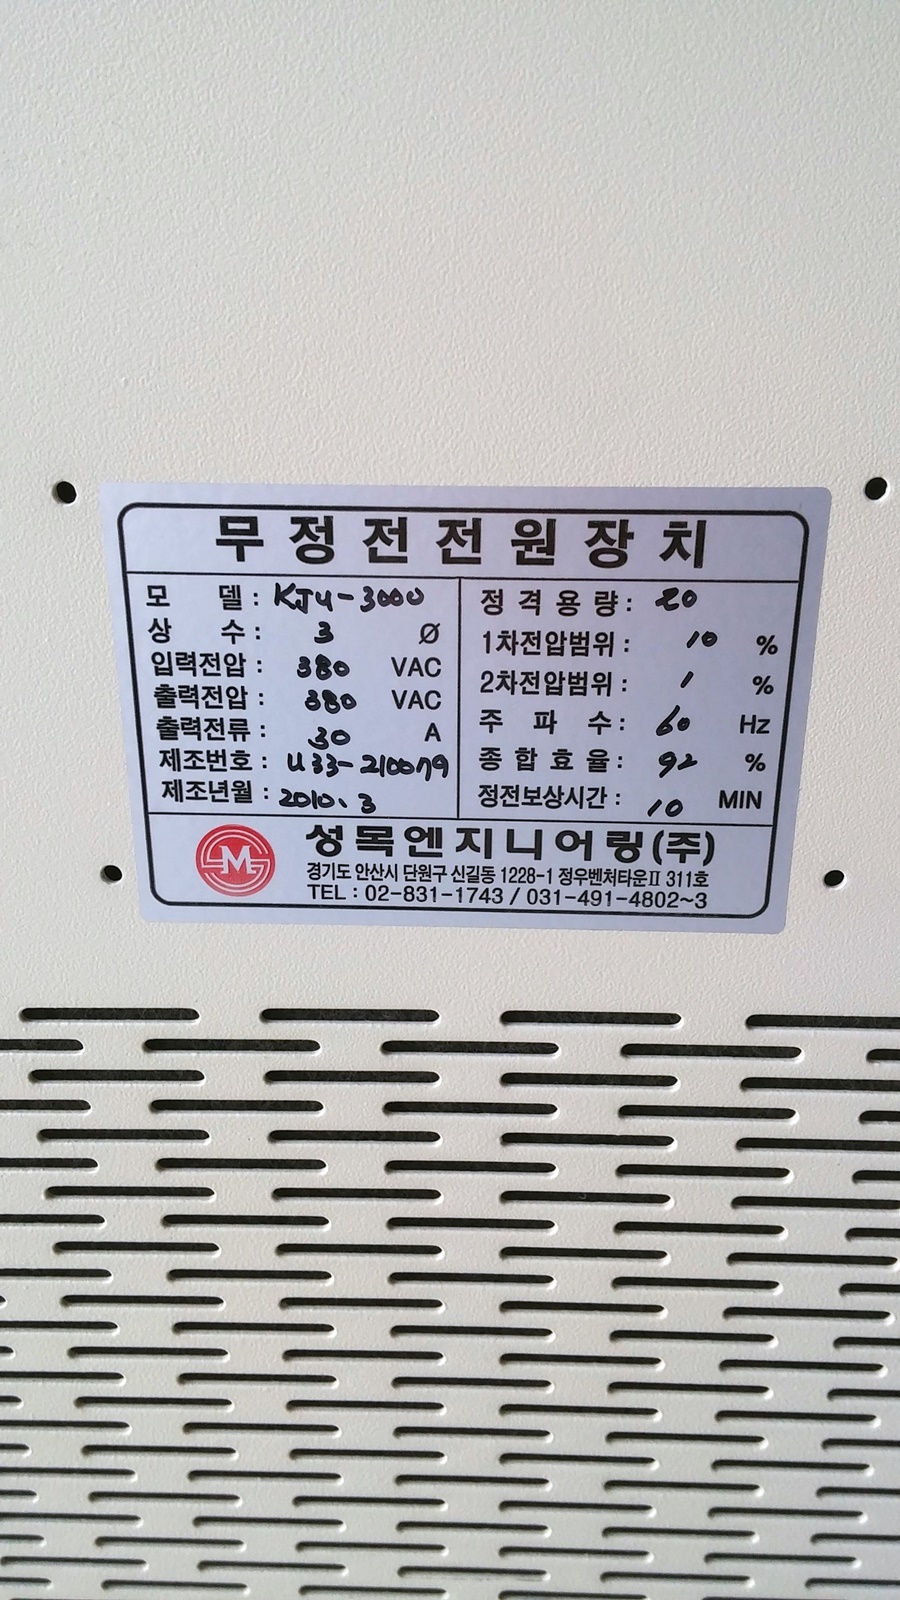 무정전전원장치
모 델 : KJU-3000
상 수 : 3 Ø
입력전압 : 380 VAC
출력전압 : 380 VAC
출력전류 : 30 A
제조번호 : U33-210079
제조년월 : 2010. 3
정 격 용 량 : 20
1차전압범위 : 10 %
2차전압범위 : 1 %
주 파 수 : 60 Hz
종 합 효 율 : 92 %
정전보상시간 : 10 MIN
SM
성목엔지니어링(주)
경기도 안산시 단원구 신길동 1228-1 정우벤처타운Ⅱ 311호
TEL : 02-831-1743 / 031-491-4802~3